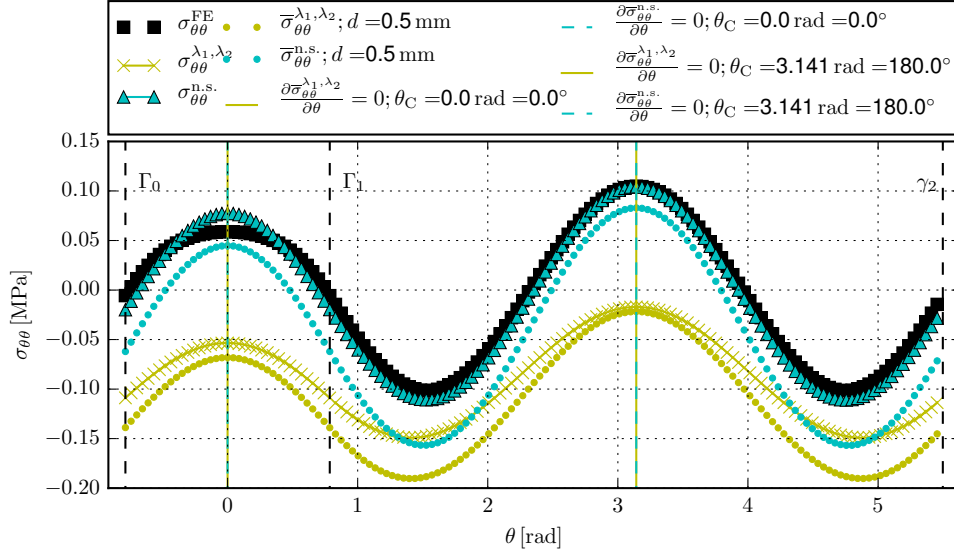 σ_θθ^FE
σ_θθ^{λ₁,λ₂}
σ_θθ^{n.s.}
σ̅_θθ^{λ₁,λ₂}; d = 0.5 mm
σ̅_θθ^{n.s.}; d = 0.5 mm
∂σ̅_θθ^{λ₁,λ₂}/∂θ = 0; θ_C = 0.0 rad = 0.0°
∂σ̅_θθ^{n.s.}/∂θ = 0; θ_C = 0.0 rad = 0.0°
∂σ̅_θθ^{λ₁,λ₂}/∂θ = 0; θ_C = 3.141 rad = 180.0°
∂σ̅_θθ^{n.s.}/∂θ = 0; θ_C = 3.141 rad = 180.0°
0.15
0.10
0.05
0.00
−0.05
−0.10
−0.15
−0.20
σ_θθ [MPa]
Γ₀
Γ₁
γ₂
0 1 2 3 4 5
θ [rad]